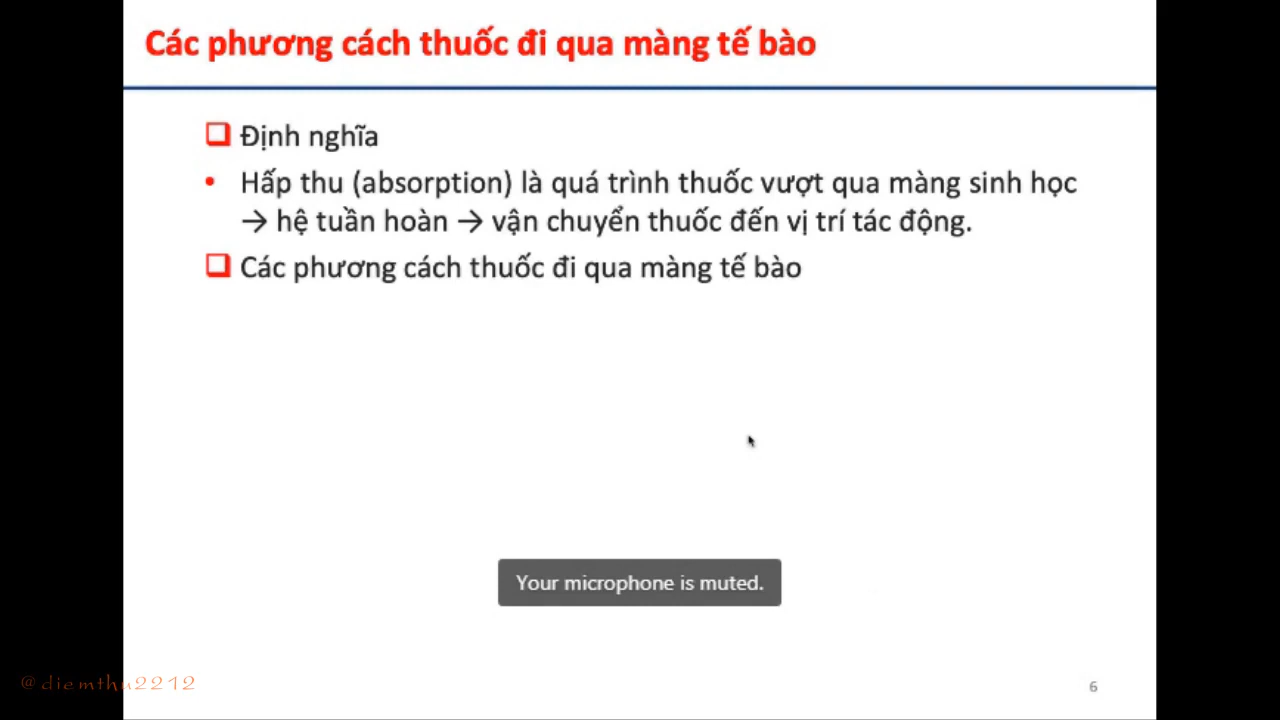 Các phương cách thuốc đi qua màng tế bào
Định nghĩa
• Hấp thu (absorption) là quá trình thuốc vượt qua màng sinh học
→ hệ tuần hoàn → vận chuyển thuốc đến vị trí tác động.
Các phương cách thuốc đi qua màng tế bào
Your microphone is muted.
@diemthu2212
6